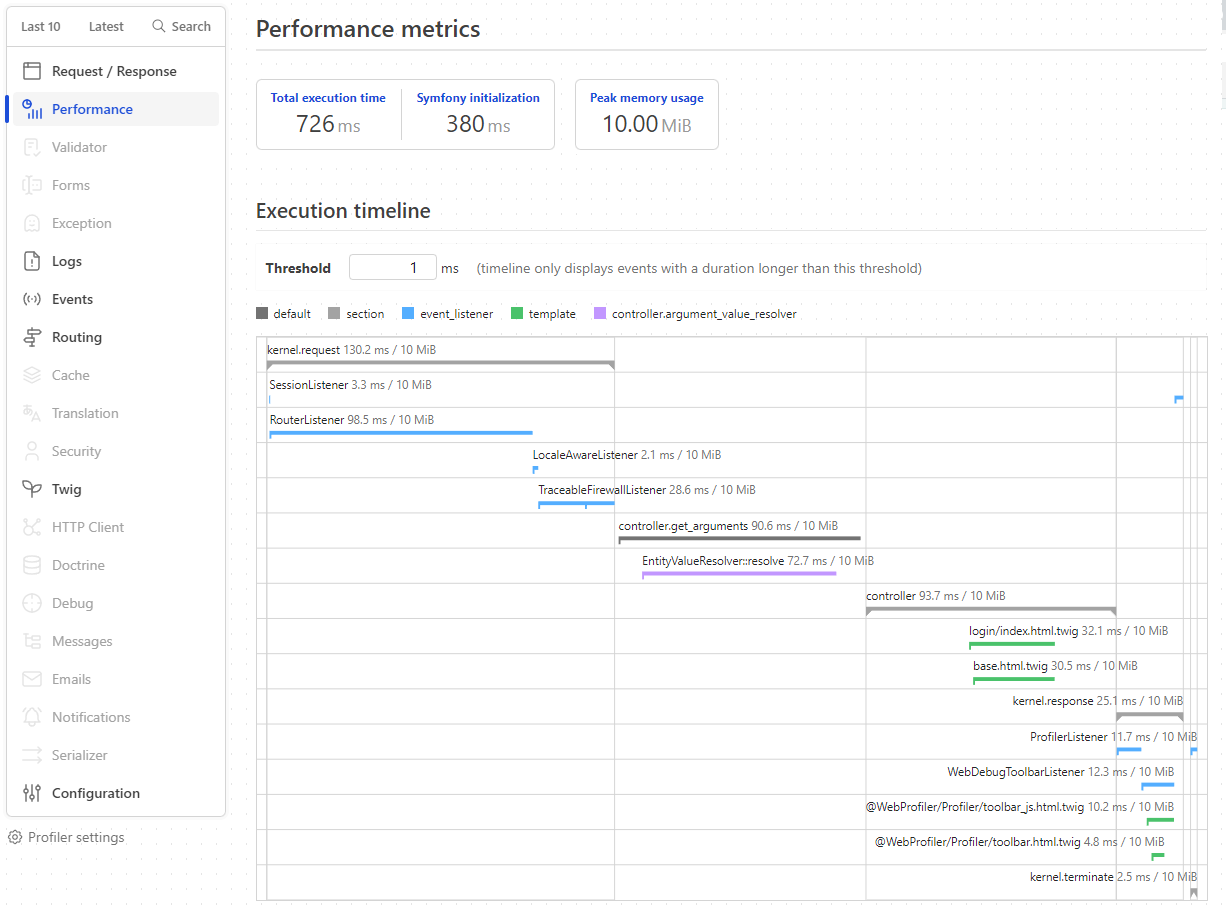 Last 10 Latest Search
Request / Response
Performance
Validator
Forms
Exception
Logs
Events
Routing
Cache
Translation
Security
Twig
HTTP Client
Doctrine
Debug
Messages
Emails
Notifications
Serializer
Configuration
Profiler settings
Performance metrics
Total execution time
726 ms
Symfony initialization
380 ms
Peak memory usage
10.00 MiB
Execution timeline
Threshold 1 ms (timeline only displays events with a duration longer than this threshold)
default section event_listener template controller.argument_value_resolver
kernel.request 130.2 ms / 10 MiB
SessionListener 3.3 ms / 10 MiB
RouterListener 98.5 ms / 10 MiB
LocaleAwareListener 2.1 ms / 10 MiB
TraceableFirewallListener 28.6 ms / 10 MiB
controller.get_arguments 90.6 ms / 10 MiB
EntityValueResolver::resolve 72.7 ms / 10 MiB
controller 93.7 ms / 10 MiB
login/index.html.twig 32.1 ms / 10 MiB
base.html.twig 30.5 ms / 10 MiB
kernel.response 25.1 ms / 10 MiB
ProfilerListener 11.7 ms / 10 MiB
WebDebugToolbarListener 12.3 ms / 10 MiB
@WebProfiler/Profiler/toolbar_js.html.twig 10.2 ms / 10 MiB
@WebProfiler/Profiler/toolbar.html.twig 4.8 ms / 10 MiB
kernel.terminate 2.5 ms / 10 MiB